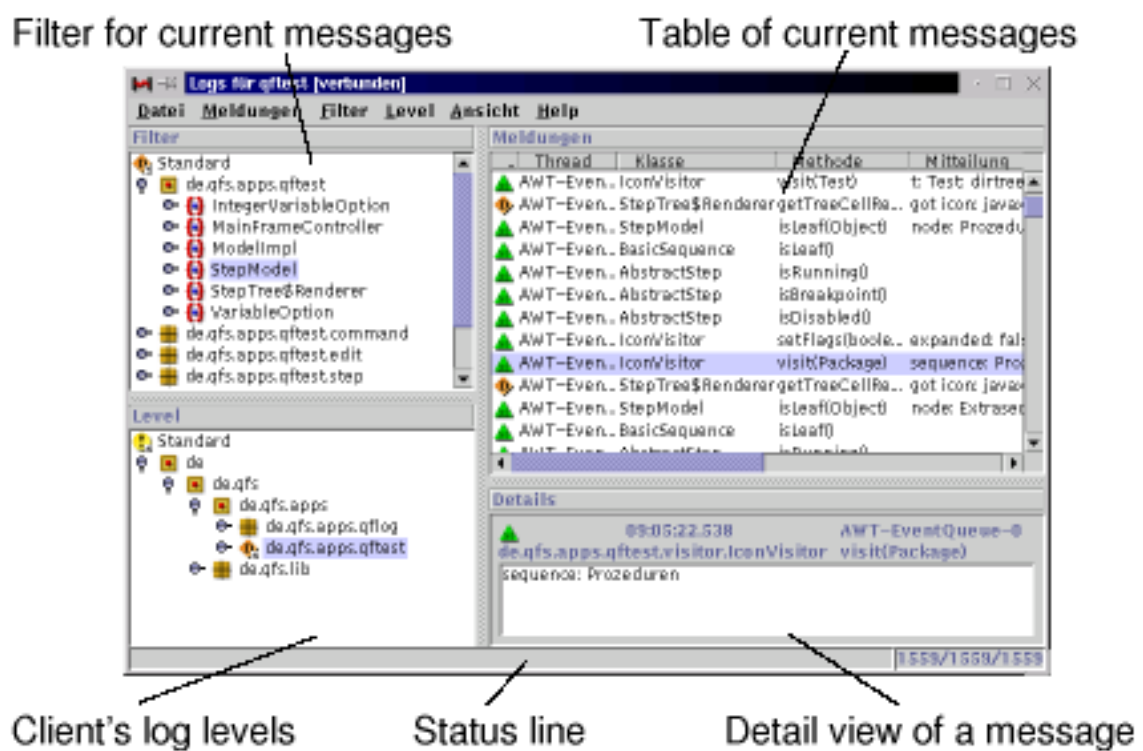 Filter for current messages
Table of current messages
Logs für qftest [verbunden]
Datei Meldungen Filter Level Ansicht Help
Filter
Standard
de.qfs.apps.qftest
IntegerVariableOption
MainFrameController
ModelImpl
StepModel
StepTree$Renderer
VariableOption
de.qfs.apps.qftest.command
de.qfs.apps.qftest.edit
de.qfs.apps.qftest.step
Level
Standard
de
de.qfs
de.qfs.apps
de.qfs.apps.qflog
de.qfs.apps.qftest
de.qfs.lib
Meldungen
.. Thread Klasse Methode Mitteilung
AWT-Even... IconVisitor visit(Test) t: Test: dirtree
AWT-Even... StepTree$Renderer getTreeCellRe... got icon: javax
AWT-Even... StepModel isLeaf(Object) node: Prozedu
AWT-Even... BasicSequence isLeaf()
AWT-Even... AbstractStep isRunning()
AWT-Even... AbstractStep isBreakpoint()
AWT-Even... AbstractStep isDisabled()
AWT-Even... IconVisitor setFlags(boole... expanded: fals
AWT-Even... IconVisitor visit(Package) sequence: Proz
AWT-Even... StepTree$Renderer getTreeCellRe... got icon: javax
AWT-Even... StepModel isLeaf(Object) node: Extraseq
AWT-Even... BasicSequence isLeaf()
AWT-Even... AbstractStep isRunning()
Details
09:05:22.538 AWT-EventQueue-0
de.qfs.apps.qftest.visitor.IconVisitor visit(Package)
sequence: Prozeduren
1559/1559/1559
Client's log levels
Status line
Detail view of a message